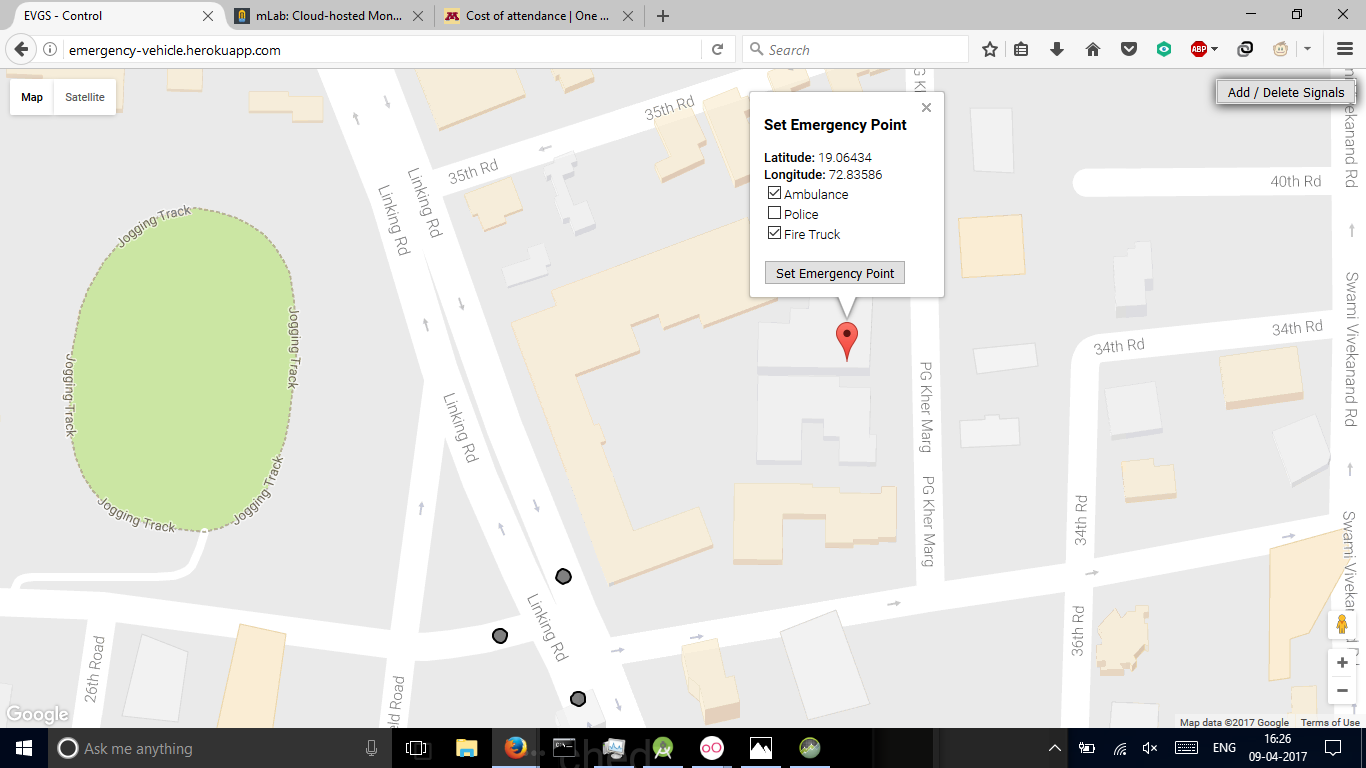 EVGS - Control
mLab: Cloud-hosted Mon...
Cost of attendance | One ...
emergency-vehicle.herokuapp.com
Search
ABP
Map
Satellite
Add / Delete Signals
Set Emergency Point
Latitude: 19.06434
Longitude: 72.83586
Ambulance
Police
Fire Truck
Set Emergency Point
35th Rd
35th Rd
Linking Rd
Linking Rd
Jogging Track
40th Rd
34th Rd
34th Rd
Jogging Track
Jogging Track
Swami Vivekanand Rd
PG Kher Marg
Linking Rd
Jogging Track
Jogging Track
PG Kher Marg
34th Rd
Linking Rd
36th Rd
26th Road
Google
Map data ©2017 Google
Terms of Use
Ask me anything
ENG
16:26
09-04-2017